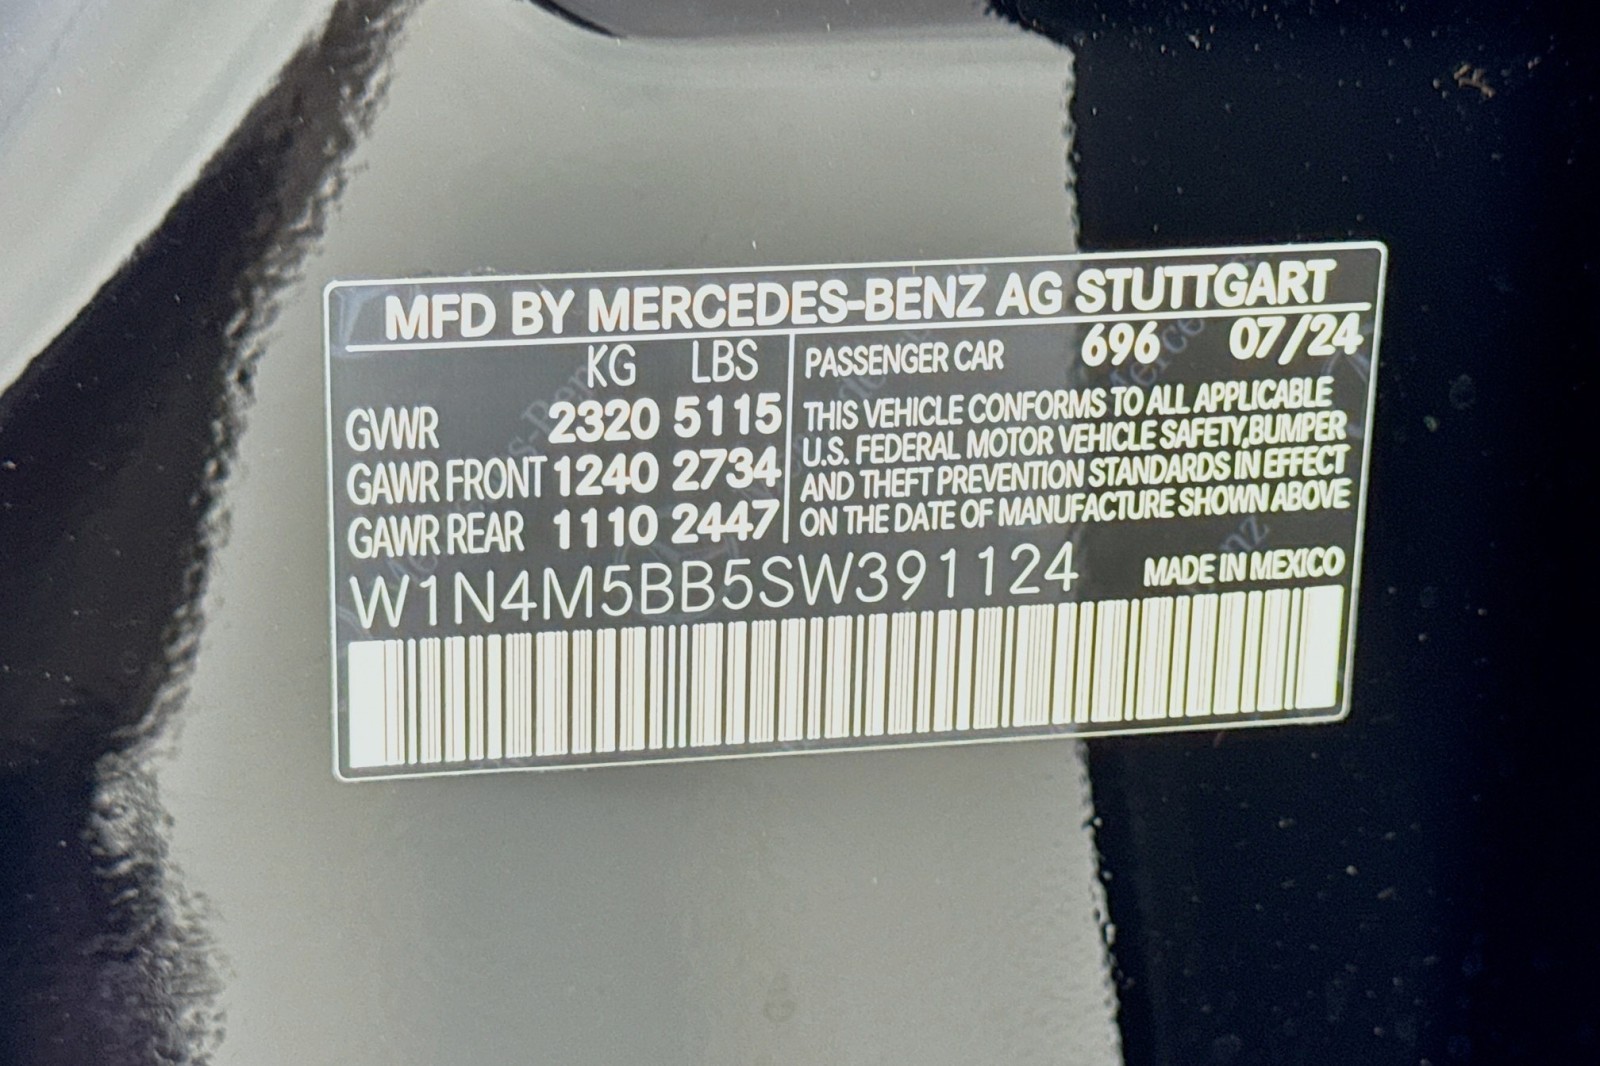 MFD BY MERCEDES-BENZ AG STUTTGART
KG LBS
GVWR 2320 5115
GAWR FRONT 1240 2734
GAWR REAR 1110 2447
PASSENGER CAR 696 07/24
THIS VEHICLE CONFORMS TO ALL APPLICABLE
U.S. FEDERAL MOTOR VEHICLE SAFETY,BUMPER
AND THEFT PREVENTION STANDARDS IN EFFECT
ON THE DATE OF MANUFACTURE SHOWN ABOVE
W1N4M5BB5SW391124 MADE IN MEXICO